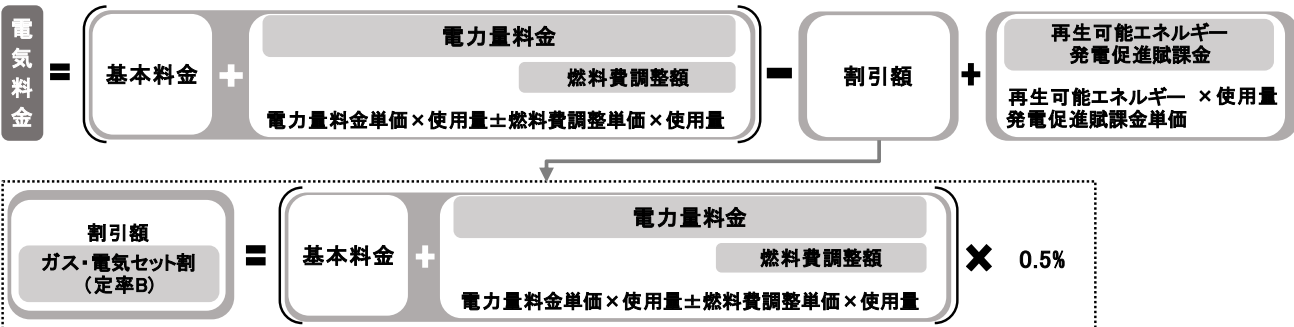 電気料金
=
基本料金
+
電力量料金
燃料費調整額
電力量料金単価×使用量±燃料費調整単価×使用量
-
割引額
+
再生可能エネルギー
発電促進賦課金
再生可能エネルギー ×使用量
発電促進賦課金単価
割引額
ガス・電気セット割
(定率B)
=
基本料金
+
電力量料金
燃料費調整額
電力量料金単価×使用量±燃料費調整単価×使用量
× 0.5%